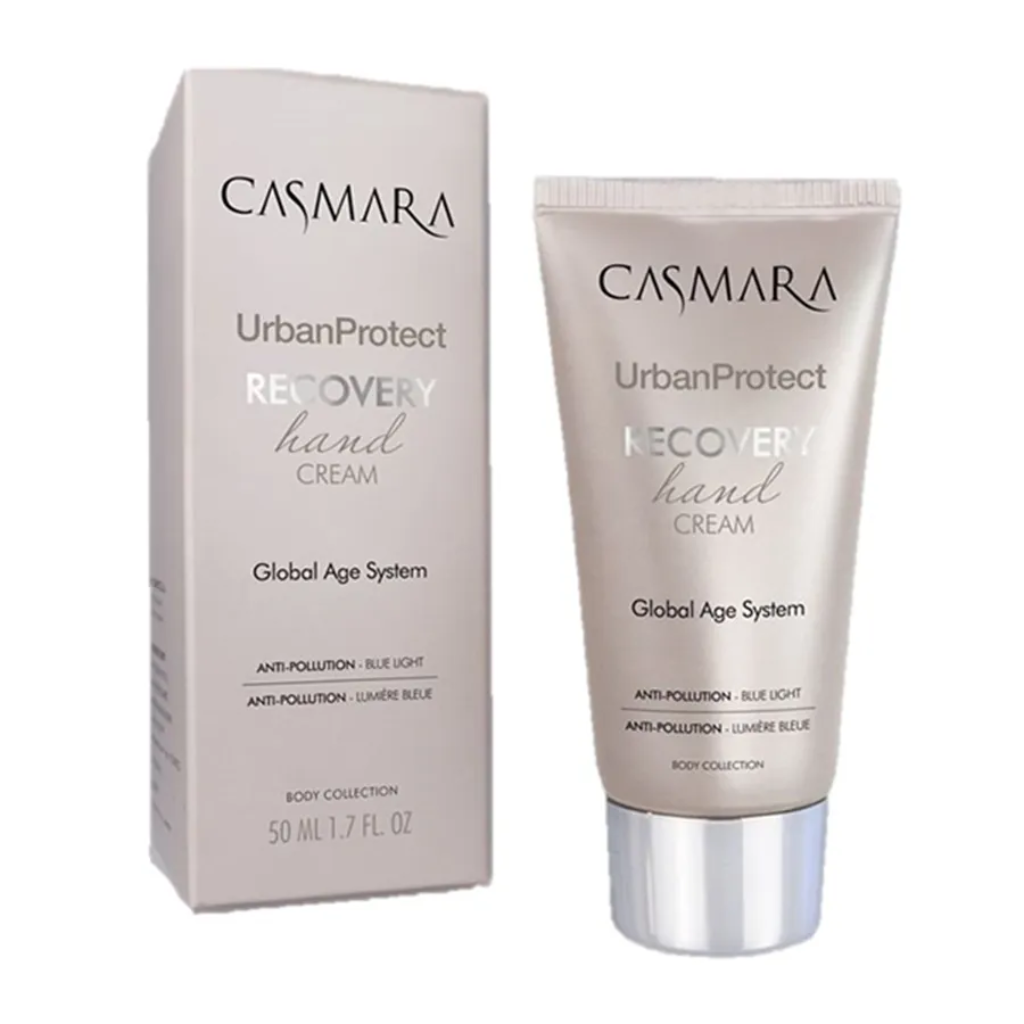 CASMARA
UrbanProtect
RECOVERY
hand
CREAM
Global Age System
ANTI-POLLUTION - BLUE LIGHT
ANTI-POLLUTION - LUMIÈRE BLEUE
BODY COLLECTION
50 ML 1.7 FL. OZ
CASMARA
UrbanProtect
RECOVERY
hand
CREAM
Global Age System
ANTI-POLLUTION - BLUE LIGHT
ANTI-POLLUTION - LUMIÈRE BLEUE
BODY COLLECTION